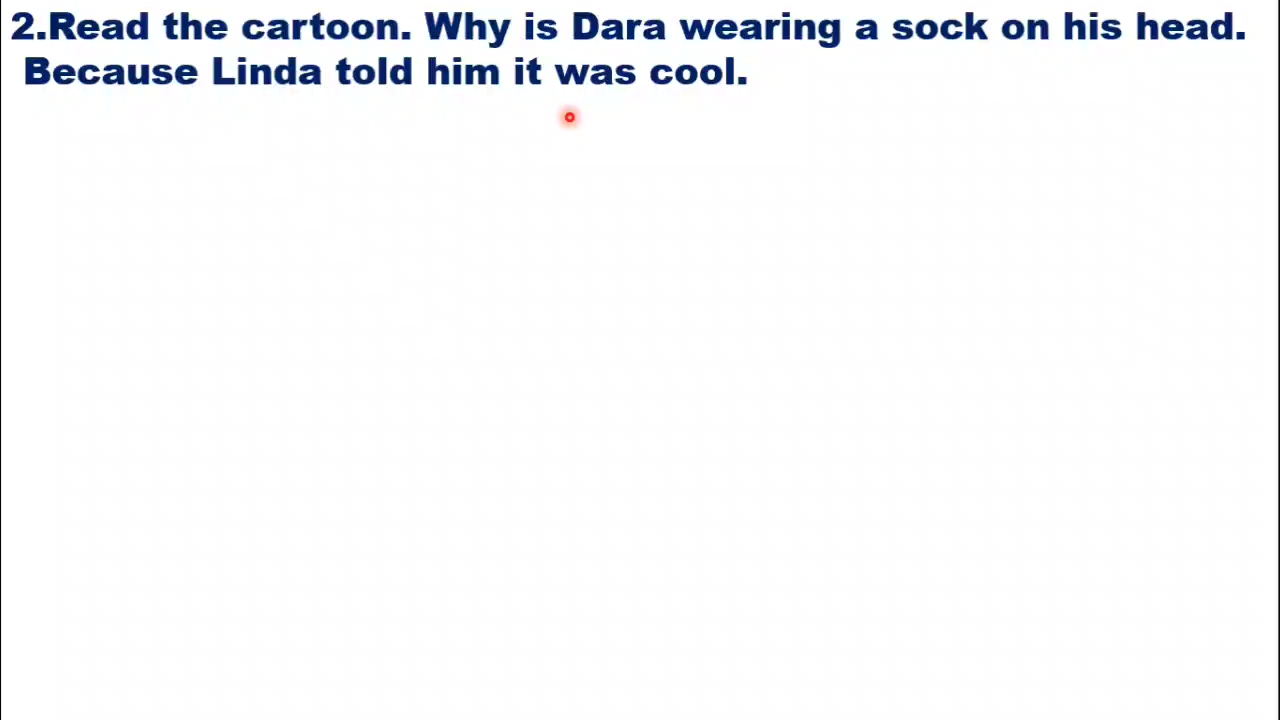 2.Read the cartoon. Why is Dara wearing a sock on his head.
Because Linda told him it was cool.